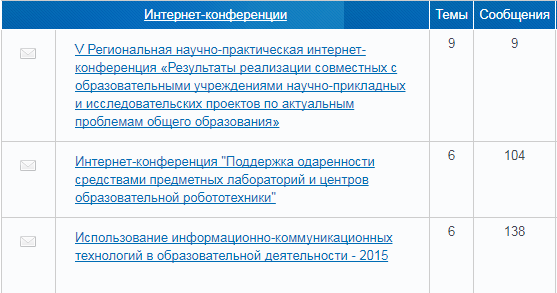 Интернет-конференции Темы Сообщения
V Региональная научно-практическая интернет- 9 9
конференция «Результаты реализации совместных с
образовательными учреждениями научно-прикладных
и исследовательских проектов по актуальным
проблемам общего образования»
Интернет-конференция "Поддержка одаренности 6 104
средствами предметных лабораторий и центров
образовательной робототехники"
Использование информационно-коммуникационных 6 138
технологий в образовательной деятельности - 2015